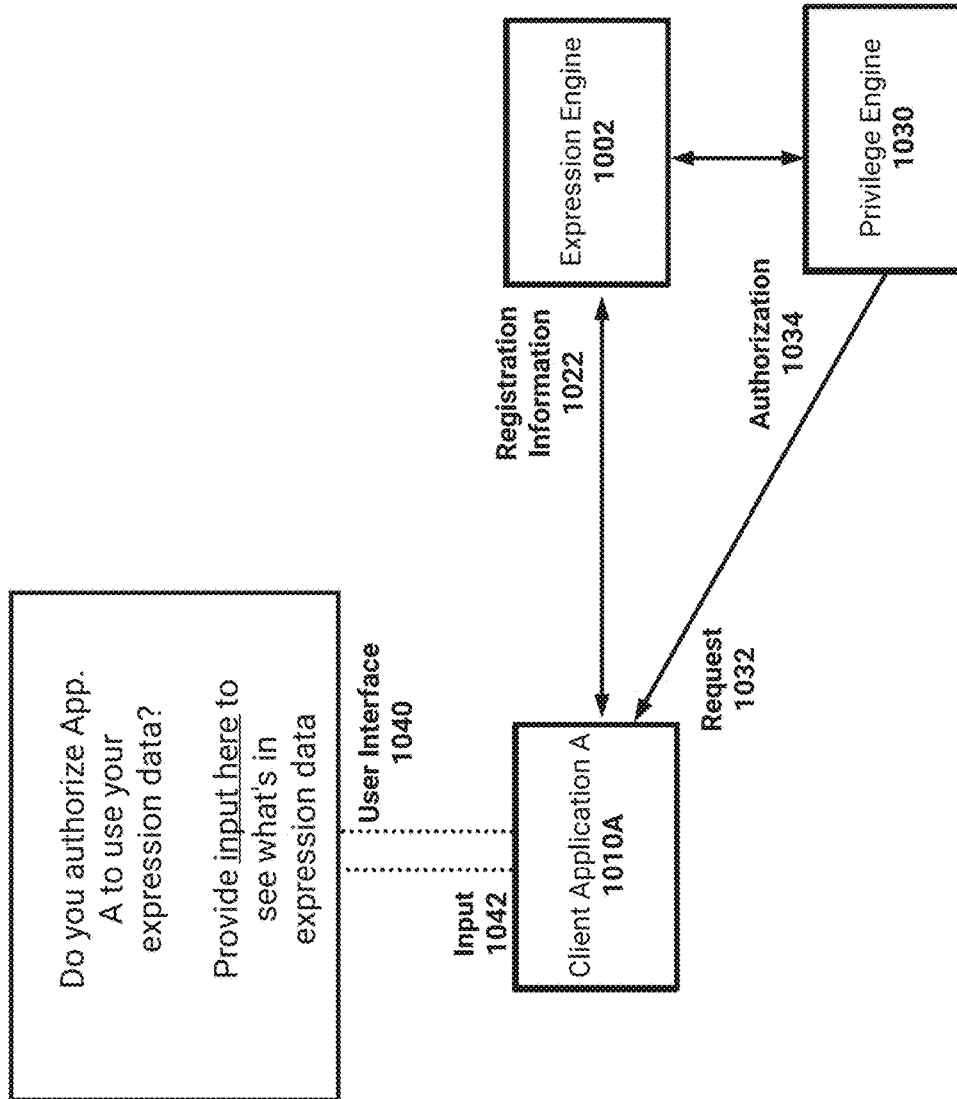 Do you authorize App.
A to use your
expression data?
Provide input here to
see what's in
expression data
User Interface
1040
Input
1042
Client Application A
1010A
Registration
Information
1022
Request
1032
Authorization
1034
Expression Engine
1002
Privilege Engine
1030